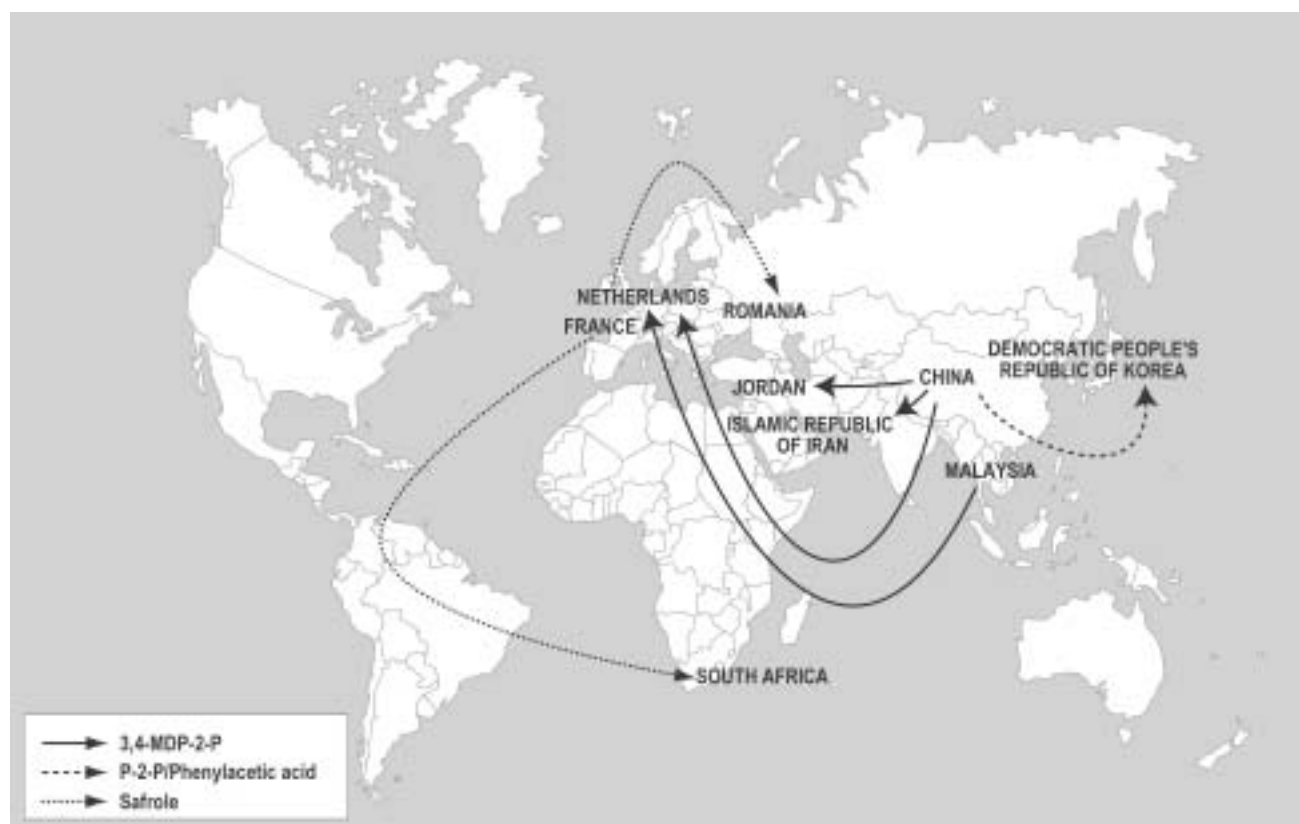 NETHERLANDS
ROMANIA
FRANCE
DEMOCRATIC PEOPLE'S
REPUBLIC OF KOREA
CHINA
JORDAN
ISLAMIC REPUBLIC
OF IRAN
MALAYSIA
SOUTH AFRICA
3,4-MDP-2-P
P-2-P/Phenylacetic acid
Safrole